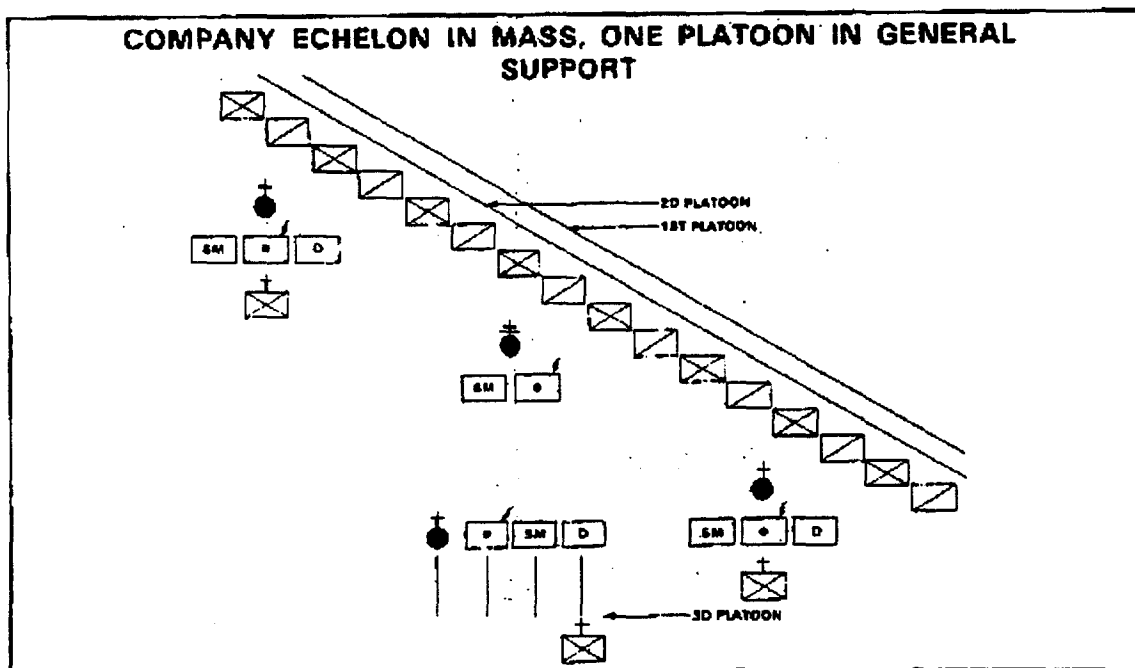 COMPANY ECHELON IN MASS, ONE PLATOON IN GENERAL
SUPPORT
2D PLATOON
1ST PLATOON
SM D
SM
SM D
SM D
3D PLATOON